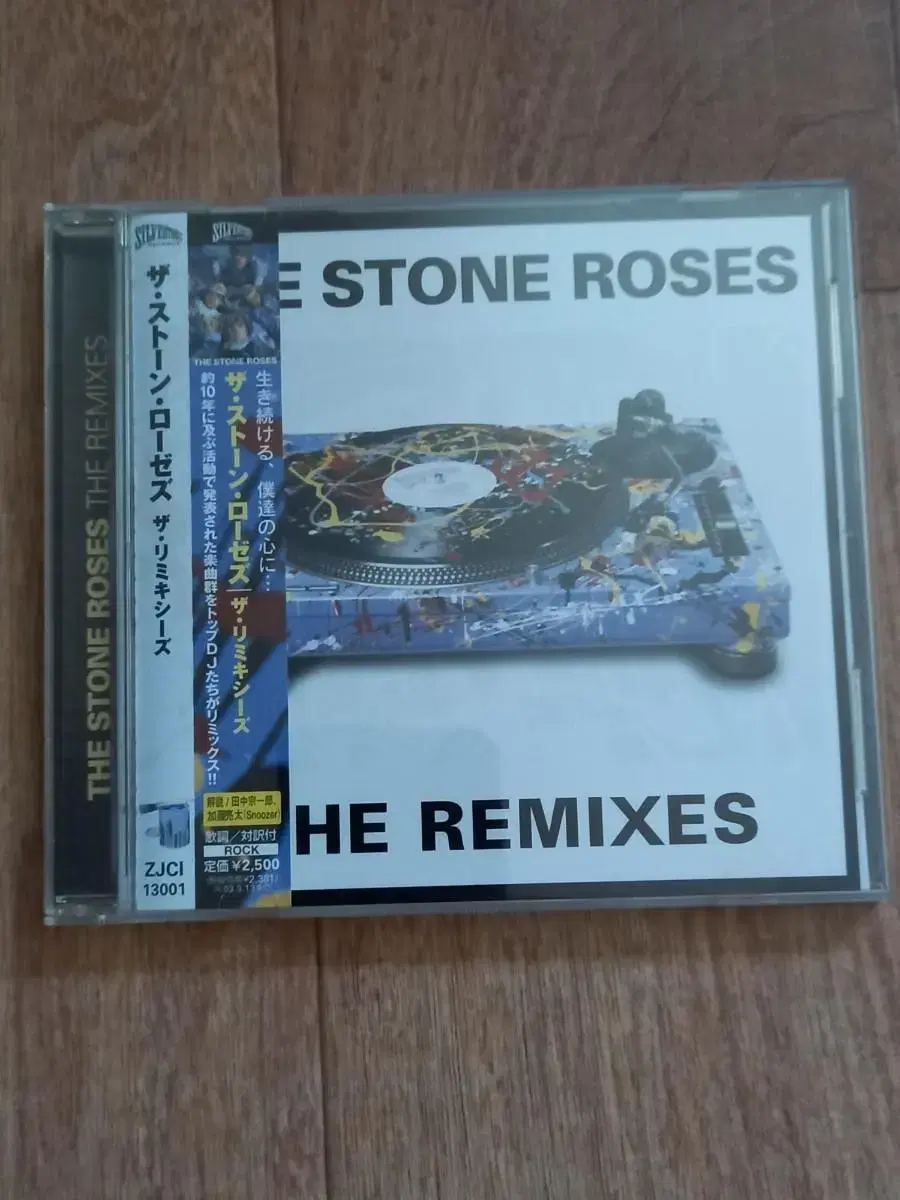 THE STONE ROSES THE REMIXES
SILVERTONE
ザ・ストーン・ローゼズ ザ・リミキシーズ
ZJCI
13001
SILVERTONE
THE STONE ROSES
生き続ける、僕達の心に…
ザ・ストーン・ローゼズ|ザ・リミキシーズ
約10年に及ぶ活動で発表された楽曲群をトップDJたちがリミックス!!
解説/田中宗一郎、
加藤亮太(Snoozer)
歌詞/対訳付
ROCK
定価¥2,500
E STONE ROSES
HE REMIXES